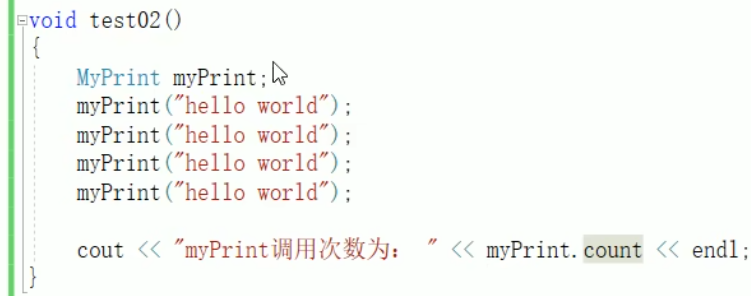 void test02()
{
MyPrint myPrint;
myPrint("hello world");
myPrint("hello world");
myPrint("hello world");
myPrint("hello world");
cout << "myPrint调用次数为： " << myPrint.count << endl;
}